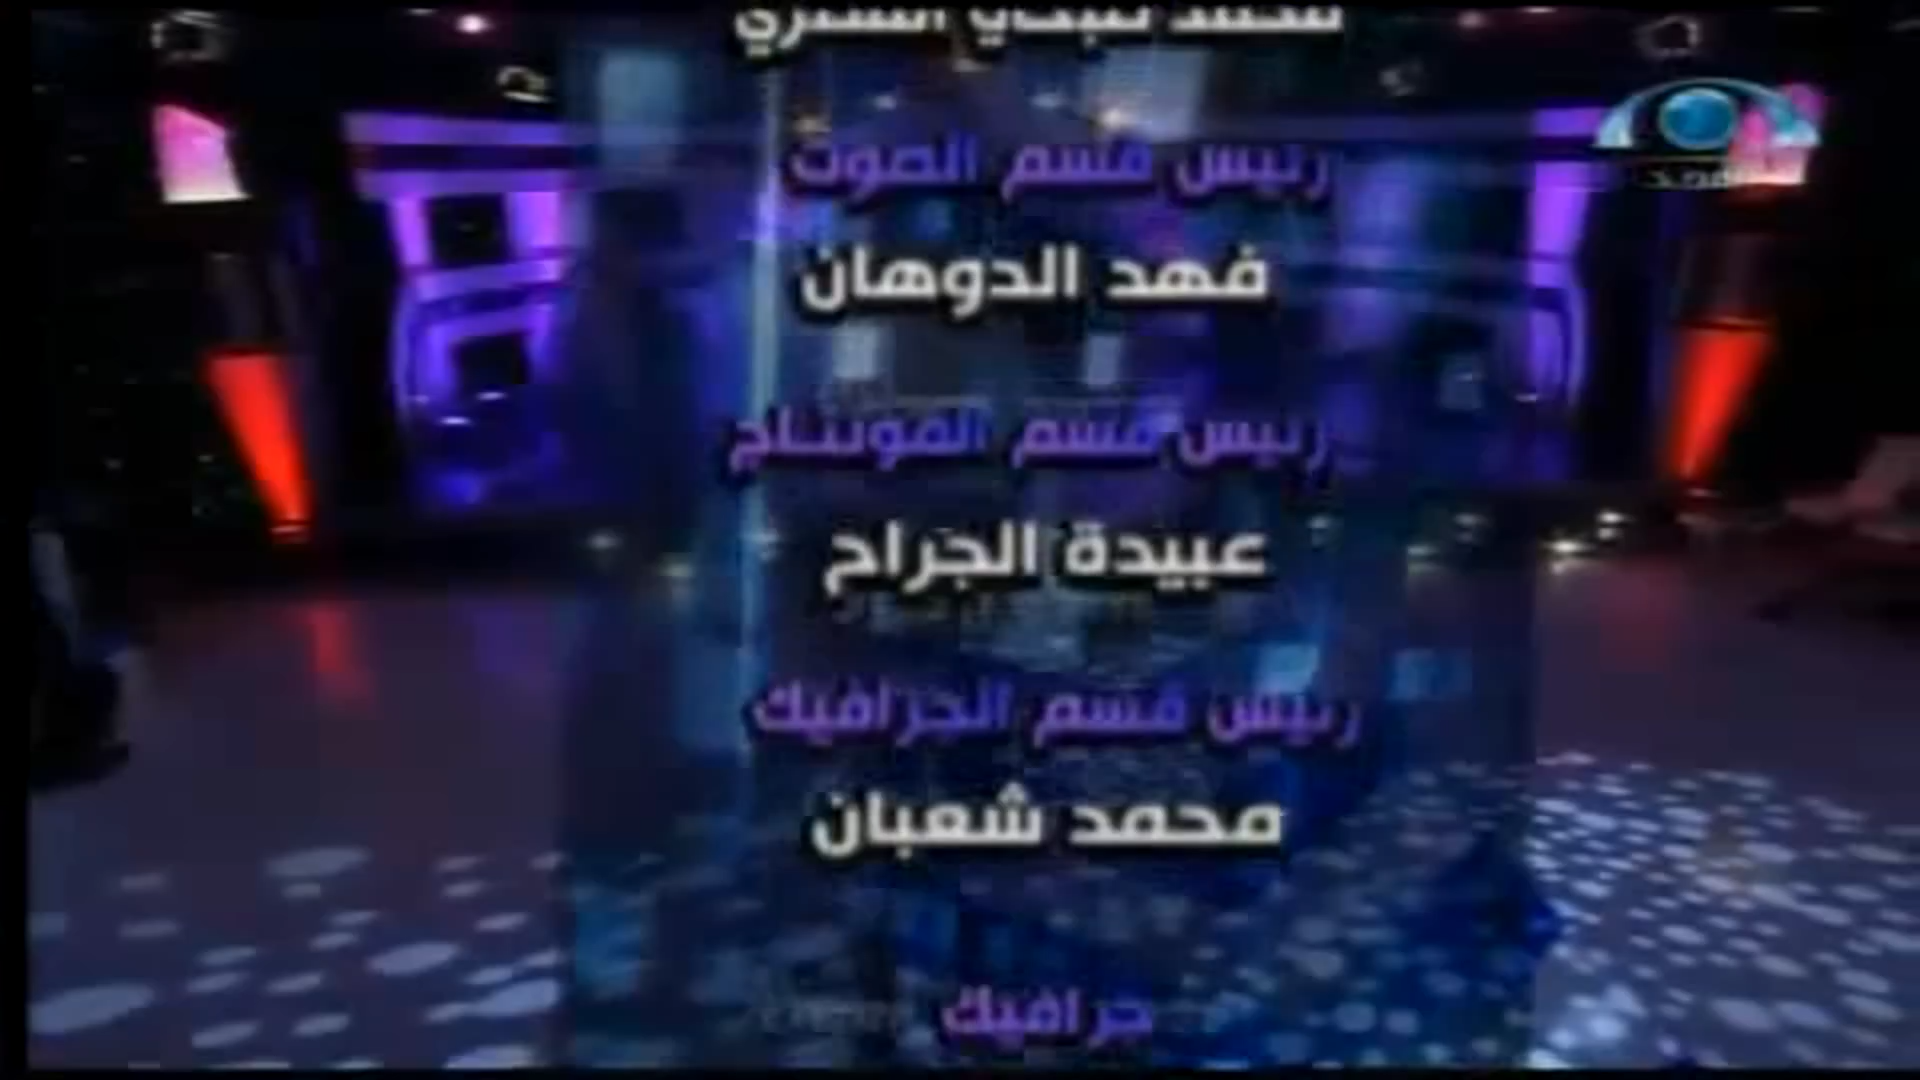 رئيس قسم الصوت
فهد الدوهان
رئيس قسم المونتاج
عبيدة الجراح
رئيس قسم الجرافيك
محمد شعبان
جرافيك